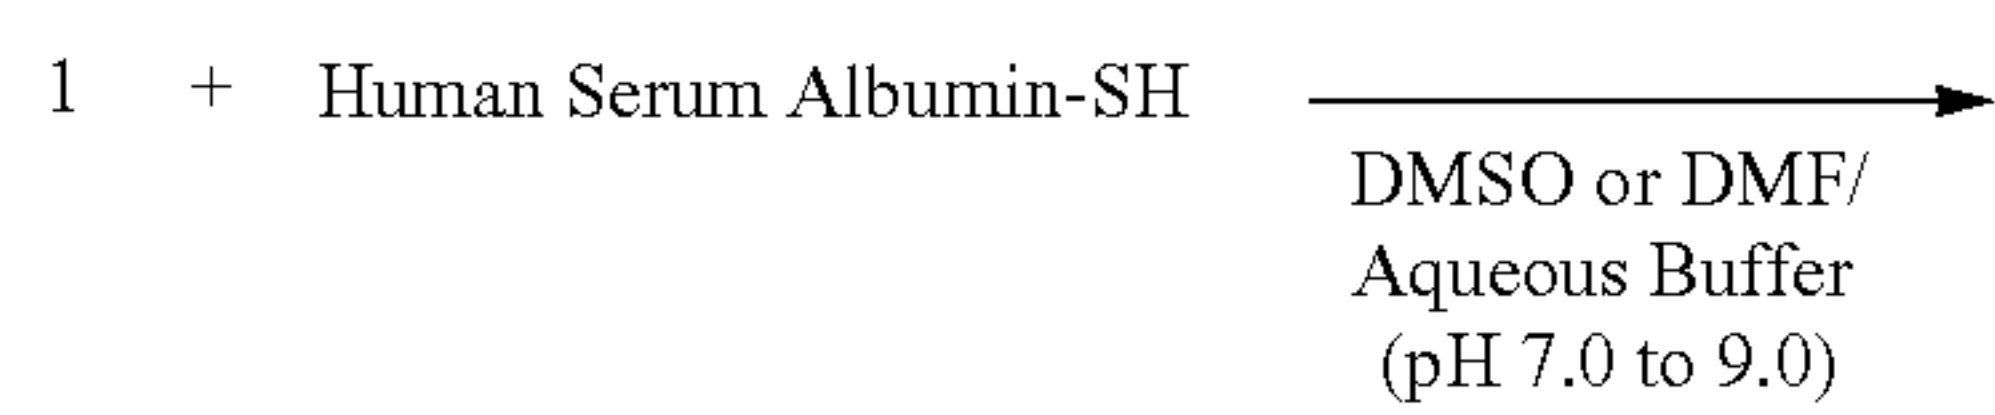 1 + Human Serum Albumin-SH
DMSO or DMF/
Aqueous Buffer
(pH 7.0 to 9.0)